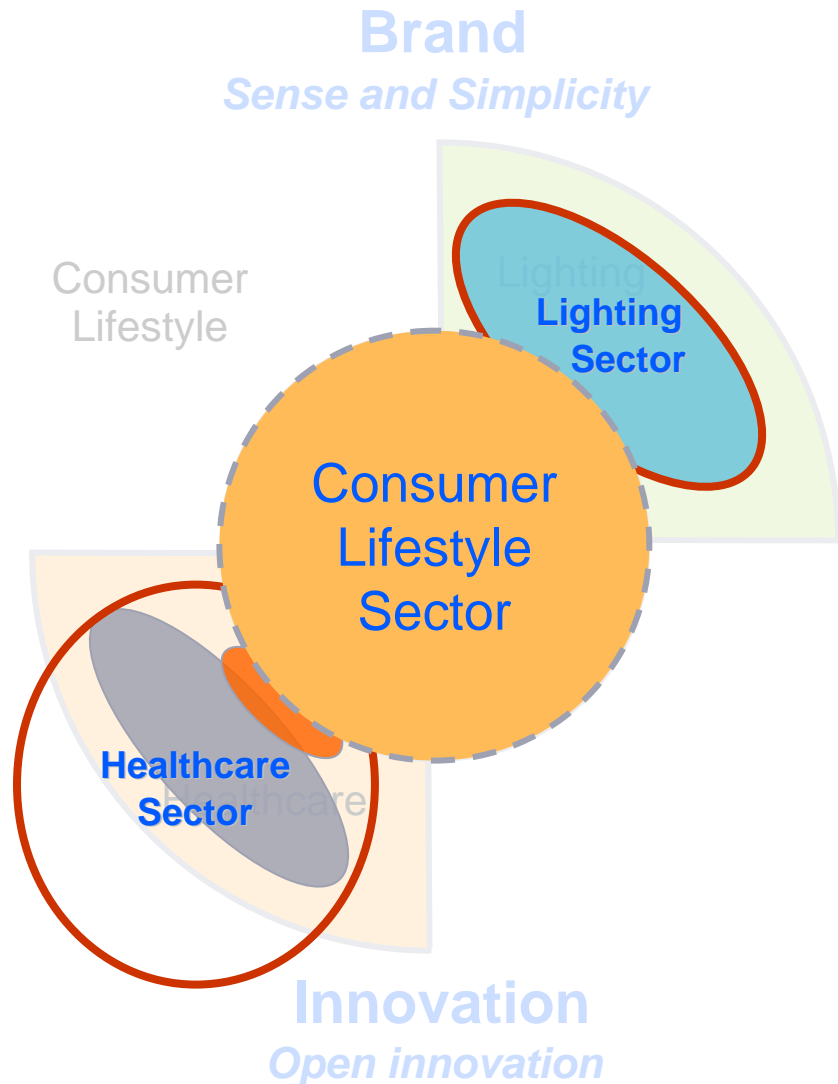 Brand
Sense and Simplicity
Consumer
Lifestyle
Lighting
Lighting
Sector
Consumer
Lifestyle
Sector
Healthcare
Sector
Healthcare
Innovation
Open innovation